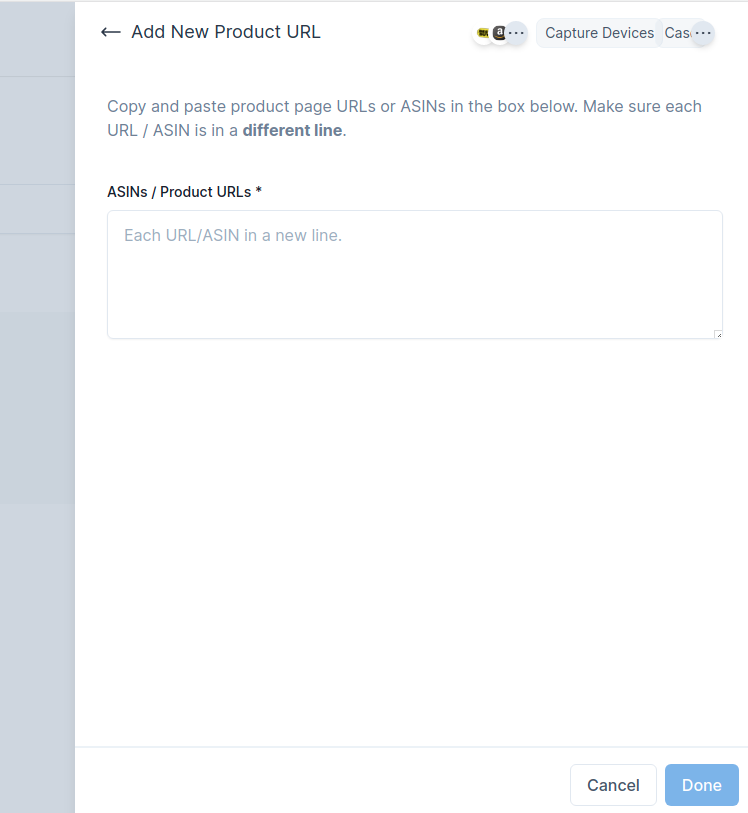 Add New Product URL
a
Capture Devices
Cas
Copy and paste product page URLs or ASINs in the box below. Make sure each
URL / ASIN is in a different line.
ASINs / Product URLs *
Each URL/ASIN in a new line.
Cancel
Done